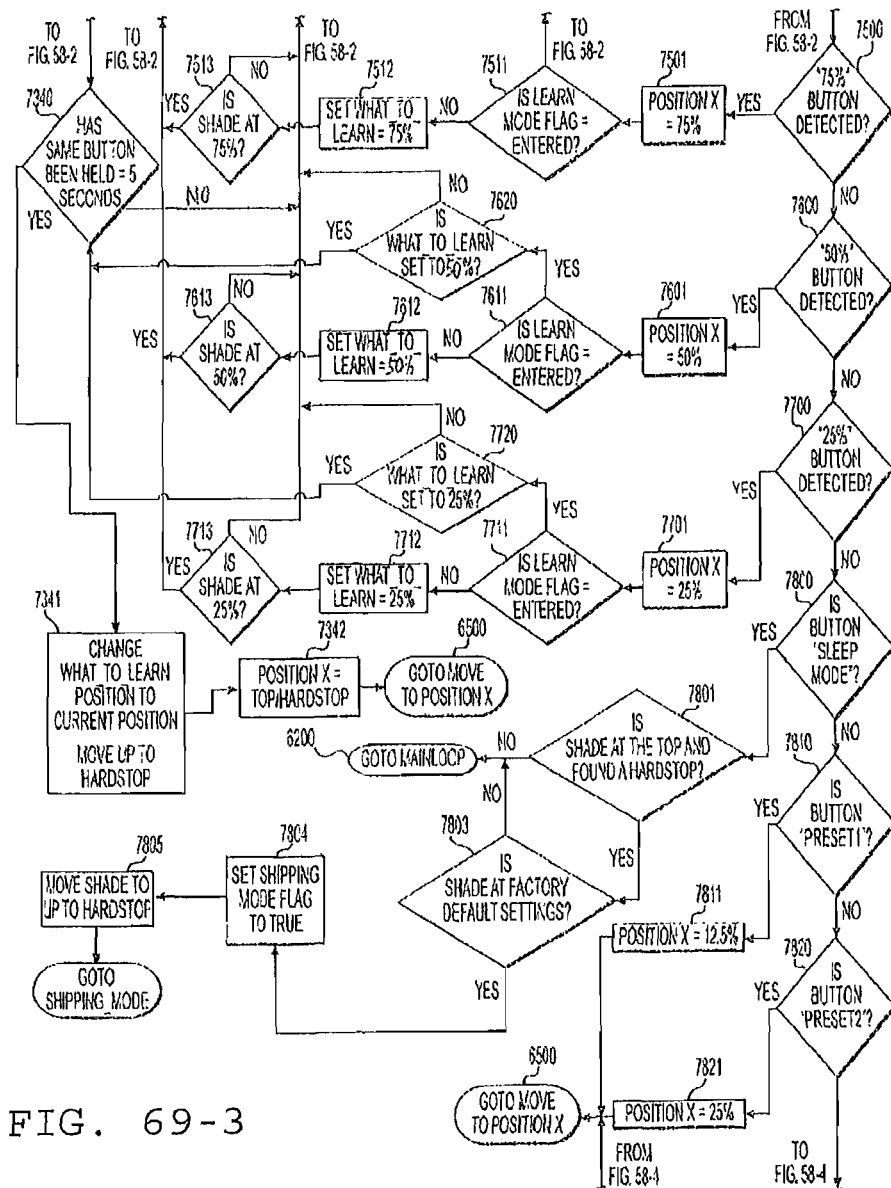 TO
FIG. 58-2
TO
FIG. 58-2
TO
FIG. 58-2
TO
FIG. 58-2
FROM
FIG. 58-2
7500
"75%"
BUTTON
DETECTED?
YES
NO
7501
POSITION X
= 75%
7511
IS LEARN
MODE FLAG =
ENTERED?
NO
7512
SET WHAT TO
LEARN = 75%
7513
IS
SHADE AT
75%?
NO
YES
7340
HAS
SAME BUTTON
BEEN HELD = 5
SECONDS
NO
YES
7600
"50%"
BUTTON
DETECTED?
YES
NO
7601
POSITION X
= 50%
7611
IS LEARN
MODE FLAG =
ENTERED?
YES
NO
7620
IS
WHAT TO LEARN
SET TO 50%?
NO
YES
7612
SET WHAT TO
LEARN = 50%
7613
IS
SHADE AT
50%?
NO
YES
7700
"25%"
BUTTON
DETECTED?
YES
NO
7701
POSITION X
= 25%
7711
IS LEARN
MODE FLAG =
ENTERED?
YES
NO
7720
IS
WHAT TO LEARN
SET TO 25%?
NO
YES
7712
SET WHAT TO
LEARN = 25%
7713
IS
SHADE AT
25%?
NO
YES
7341
CHANGE
WHAT TO LEARN
POSITION TO
CURRENT POSITION
MOVE UP TO
HARDSTOP
7342
POSITION X =
TOP/HARDSTOP
6500
GOTO MOVE
TO POSITION X
7800
IS
BUTTON
"SLEEP
MODE"?
YES
NO
7801
IS
SHADE AT THE TOP AND
FOUND A HARDSTOP?
NO
YES
6200
GOTO MAINLOOP
7803
IS
SHADE AT FACTORY
DEFAULT SETTINGS?
NO
YES
7804
SET SHIPPING
MODE FLAG
TO TRUE
7805
MOVE SHADE TO
UP TO HARDSTOP
GOTO
SHIPPING_MODE
7810
IS
BUTTON
'PRESET1'?
YES
NO
7811
POSITION X = 12.5%
7820
IS
BUTTON
'PRESET2'?
YES
7821
POSITION X = 25%
6500
GOTO MOVE
TO POSITION X
FROM
FIG. 58-4
TO
FIG. 58-4
FIG. 69-3